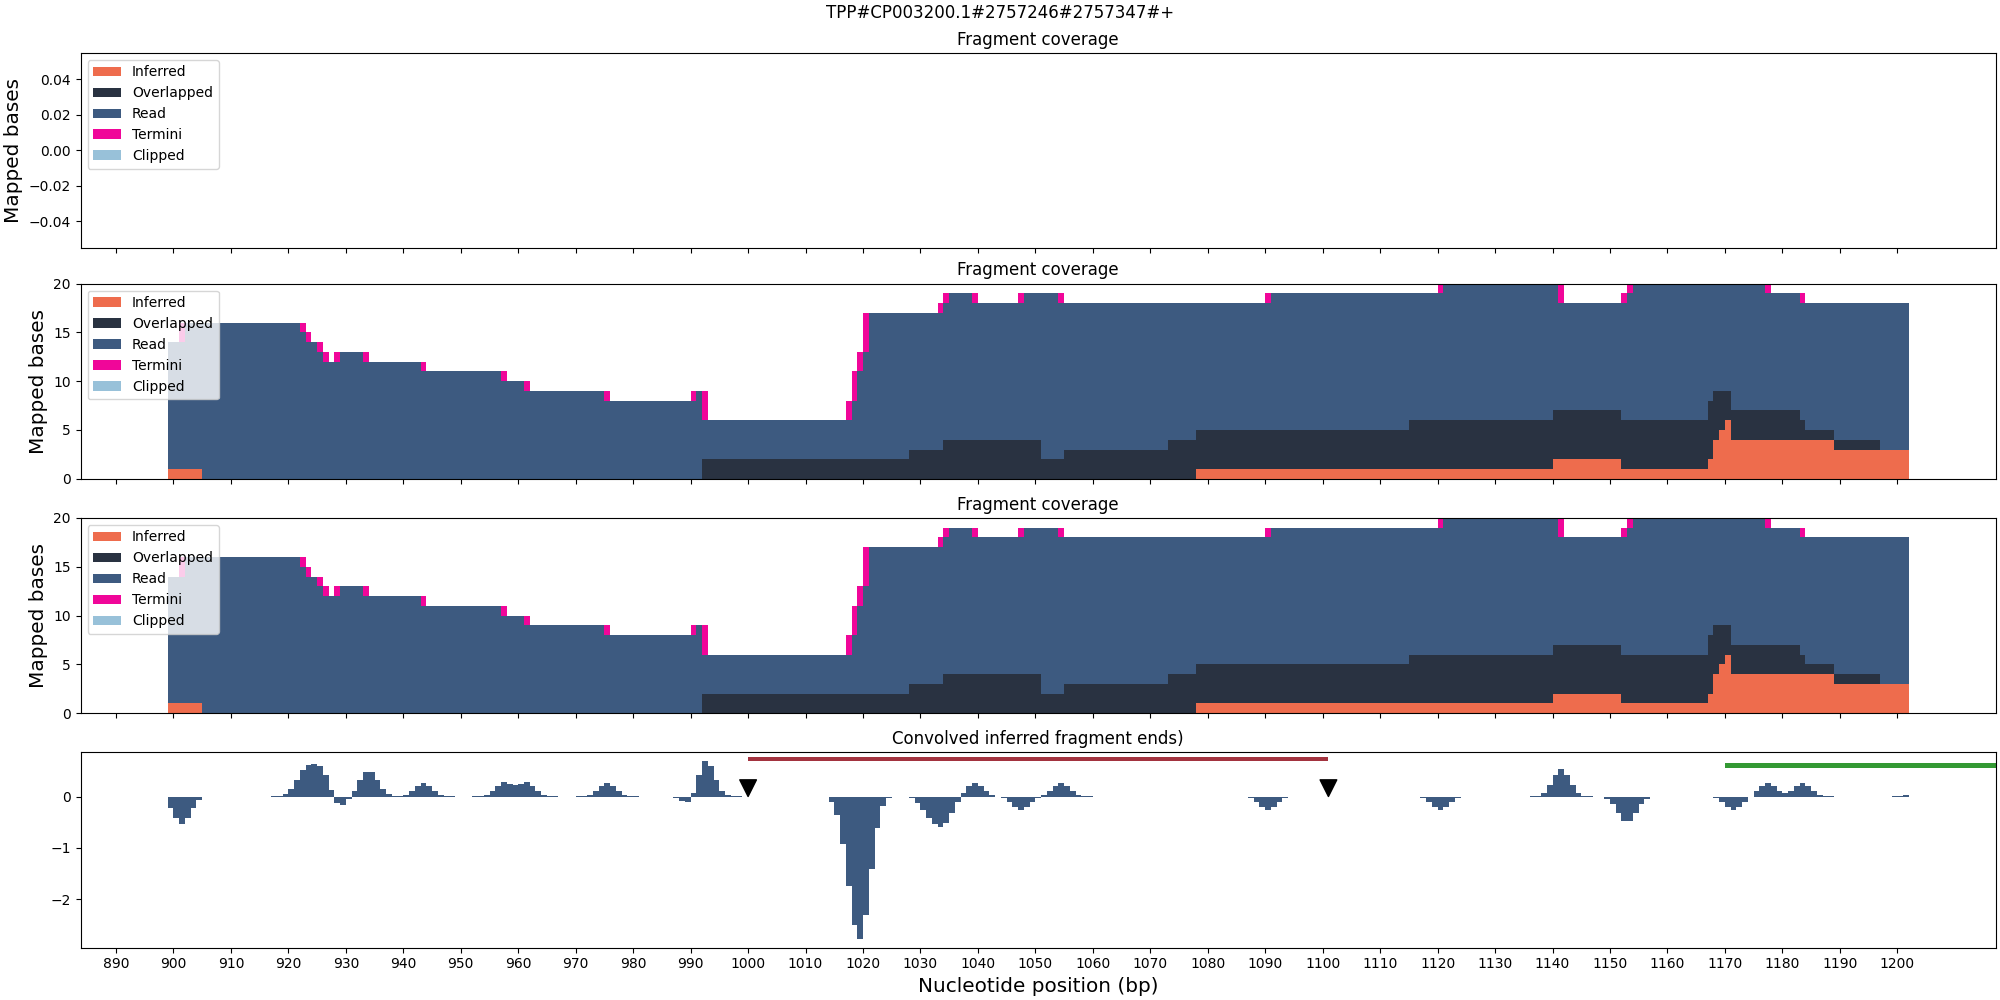 TPP#CP003200.1#2757246#2757347#+
Fragment coverage
Mapped bases
0.04
0.02
0.00
−0.02
−0.04
Inferred
Overlapped
Read
Termini
Clipped
Fragment coverage
Mapped bases
20
15
10
5
0
Inferred
Overlapped
Read
Termini
Clipped
Fragment coverage
Mapped bases
20
15
10
5
0
Inferred
Overlapped
Read
Termini
Clipped
Convolved inferred fragment ends)
0
−1
−2
890 900 910 920 930 940 950 960 970 980 990 1000 1010 1020 1030 1040 1050 1060 1070 1080 1090 1100 1110 1120 1130 1140 1150 1160 1170 1180 1190 1200
Nucleotide position (bp)